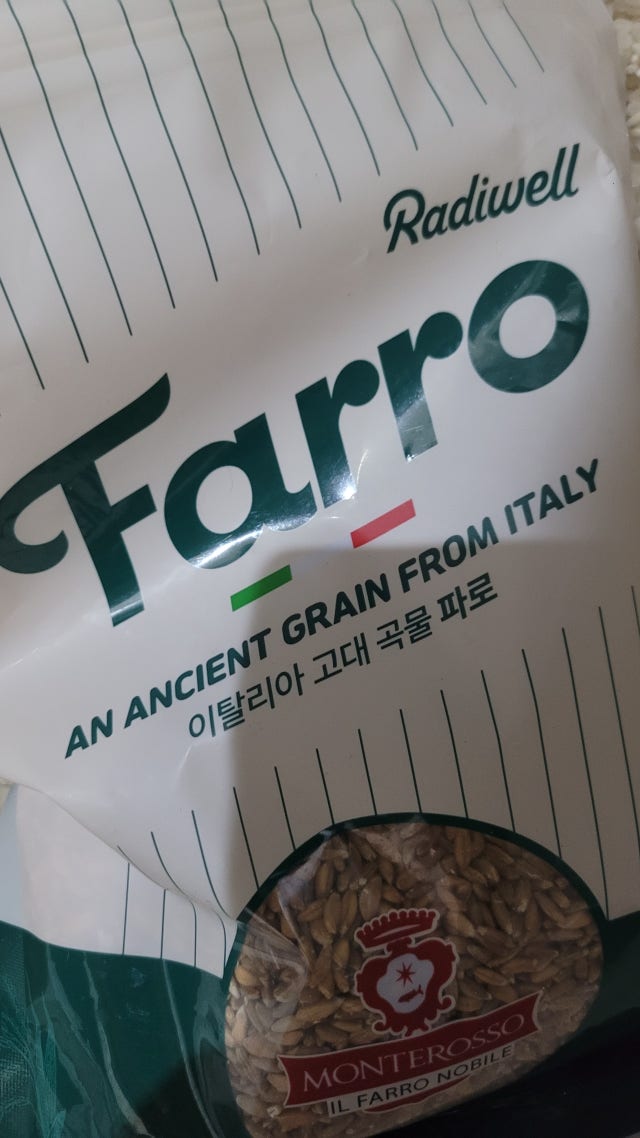 Radiwell
Farro
AN ANCIENT GRAIN FROM ITALY
이탈리아 고대 곡물 파로
MONTEROSSO
IL FARRO NOBILE